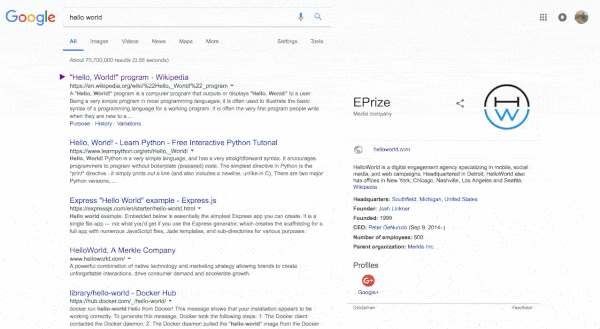 Google
hello world
All Images Videos News Maps More Settings Tools
About 75,700,000 results (0.55 seconds)
"Hello, World!" program - Wikipedia
https://en.wikipedia.org/wiki/%22Hello,_World!%22_program
A "Hello, World!" program is a computer program that outputs or displays "Hello, World!" to a user.
Being a very simple program in most programming languages, it is often used to illustrate the basic
syntax of a programming language for a working program. It is often the very first program people write
when they are new to a ...
Purpose · History · Variations
Hello, World! - Learn Python - Free Interactive Python Tutorial
https://www.learnpython.org/en/Hello,_World!
Hello, World! Python is a very simple language, and has a very straightforward syntax. It encourages
programmers to program without boilerplate (prepared) code. The simplest directive in Python is the
"print" directive - it simply prints out a line (and also includes a newline, unlike in C). There are two major
Python versions, ...
Express "Hello World" example - Express.js
https://expressjs.com/en/starter/hello-world.html
Hello world example. Embedded below is essentially the simplest Express app you can create. It is a
single file app — not what you'd get if you use the Express generator, which creates the scaffolding for a
full app with numerous JavaScript files, Jade templates, and sub-directories for various purposes.
HelloWorld, A Merkle Company
www.helloworld.com/
A powerful combination of native technology and marketing strategy allowing brands to create
unforgettable interactions, drive consumer demand and accelerate growth.
library/hello-world - Docker Hub
https://hub.docker.com/_/hello-world/
docker run hello-world Hello from Docker! This message shows that your installation appears to be
working correctly. To generate this message, Docker took the following steps: 1. The Docker client
contacted the Docker daemon. 2. The Docker daemon pulled the "hello-world" image from the Docker
EPrize
Media company
HW
helloworld.com
HelloWorld is a digital engagement agency specializing in mobile, social
media, and web campaigns. Headquartered in Detroit, HelloWorld also
has offices in New York, Chicago, Nashville, Los Angeles and Seattle.
Wikipedia
Headquarters: Southfield, Michigan, United States
Founder: Josh Linkner
Founded: 1999
CEO: Peter DeNunzio (Sep 9, 2014–)
Number of employees: 500
Parent organization: Merkle Inc.
Profiles
G+
Google+
Disclaimer Feedback